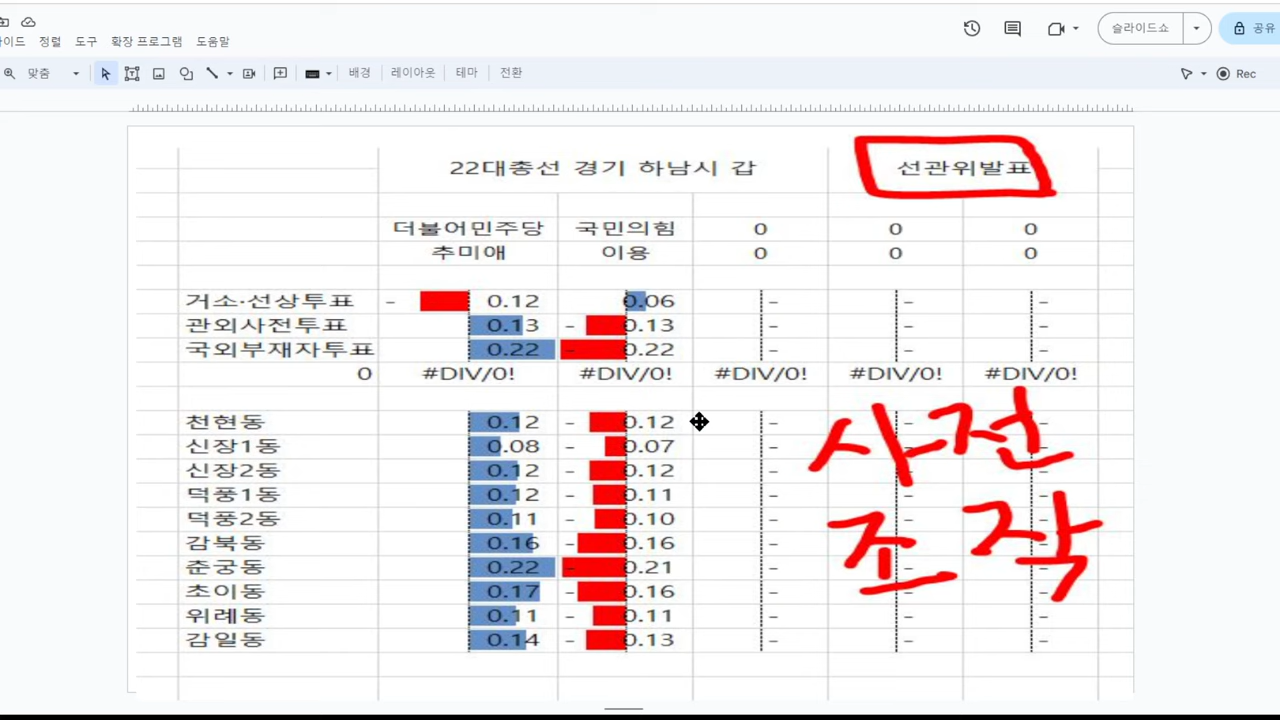 이드 정렬 도구 확장 프로그램 도움말
슬라이드쇼 공유
맞춤 배경 레이아웃 테마 전환 Rec
22대총선 경기 하남시 갑 선관위발표
더불어민주당 국민의힘 0 0 0
추미애 이용 0 0 0
거소·선상투표 - 0.12 0.06 - - -
관외사전투표 0.13 - 0.13 - - -
국외부재자투표 0.22 - 0.22 - - -
0 #DIV/0! #DIV/0! #DIV/0! #DIV/0! #DIV/0!
천현동 0.12 - 0.12 - - -
신장1동 0.08 - 0.07 - - -
신장2동 0.12 - 0.12 - - -
덕풍1동 0.12 - 0.11 - - -
덕풍2동 0.11 - 0.10 - - -
감북동 0.16 - 0.16 - - -
춘궁동 0.22 - 0.21 - - -
초이동 0.17 - 0.16 - - -
위례동 0.11 - 0.11 - - -
감일동 0.14 - 0.13 - - -
사전
조작